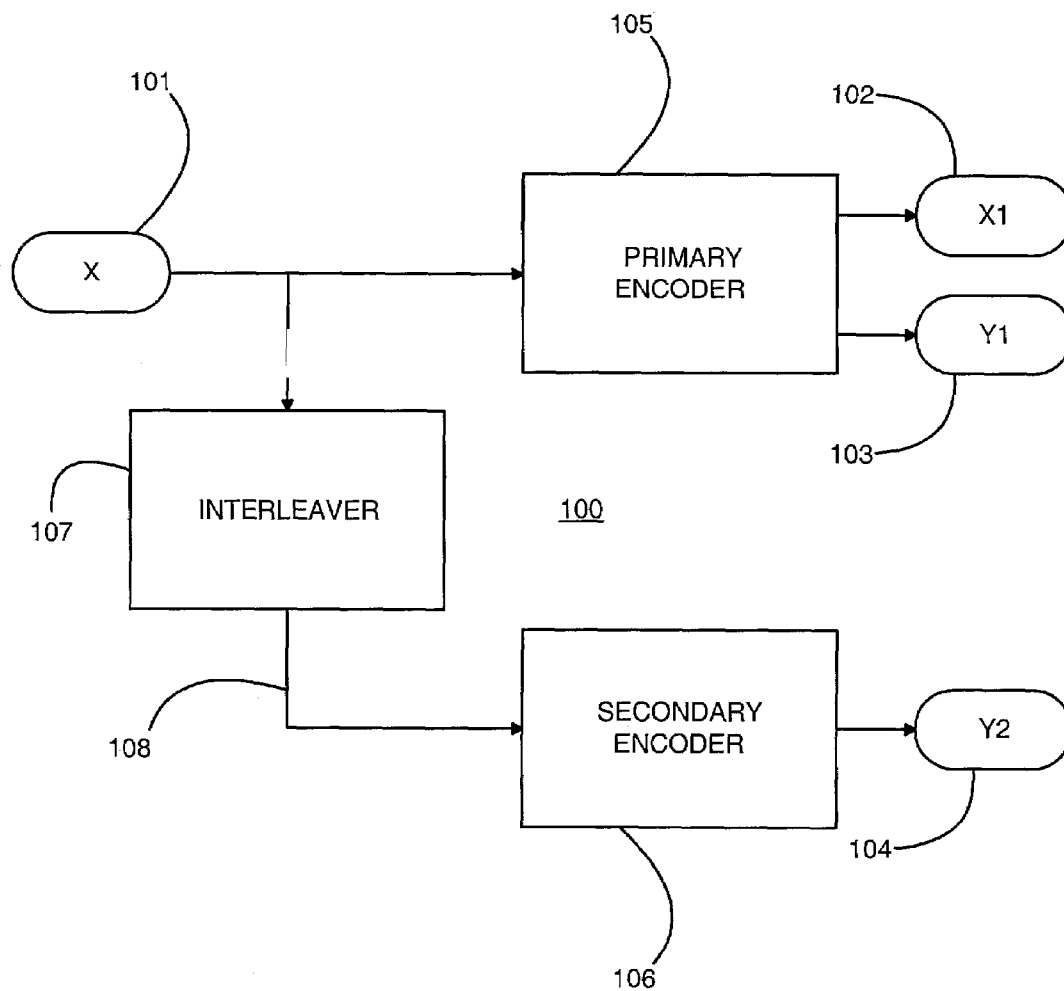 105
101
102
X1
X
PRIMARY
ENCODER
Y1
103
INTERLEAVER
100
107
SECONDARY
ENCODER
Y2
108
104
106